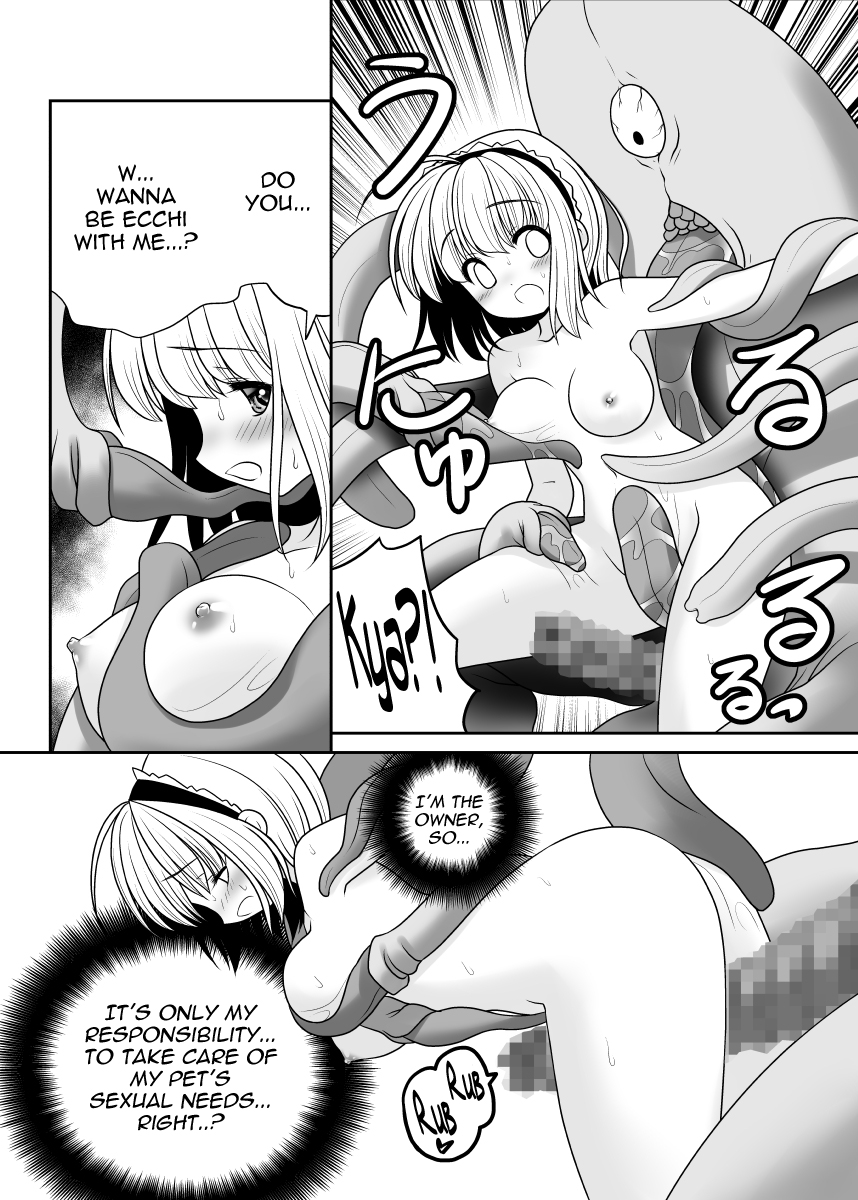 う
にゅ
る
る
るっ
Kya?!
DO
YOU...
W...
WANNA
BE ECCHI
WITH ME...?
I'M THE
OWNER,
SO...
IT'S ONLY MY
RESPONSIBILITY...
TO TAKE CARE OF
MY PET'S
SEXUAL NEEDS...
RIGHT..?
RUB
RUB